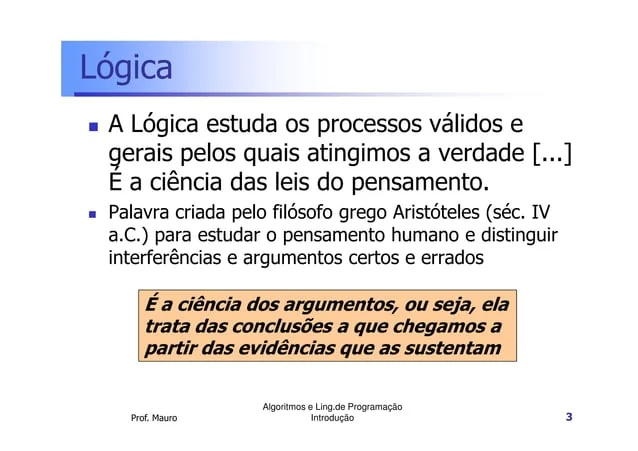 Lógica
A Lógica estuda os processos válidos e
gerais pelos quais atingimos a verdade [...]
É a ciência das leis do pensamento.
Palavra criada pelo filósofo grego Aristóteles (séc. IV
a.C.) para estudar o pensamento humano e distinguir
interferências e argumentos certos e errados
É a ciência dos argumentos, ou seja, ela
trata das conclusões a que chegamos a
partir das evidências que as sustentam
Prof. Mauro
Algoritmos e Ling.de Programação
Introdução
3